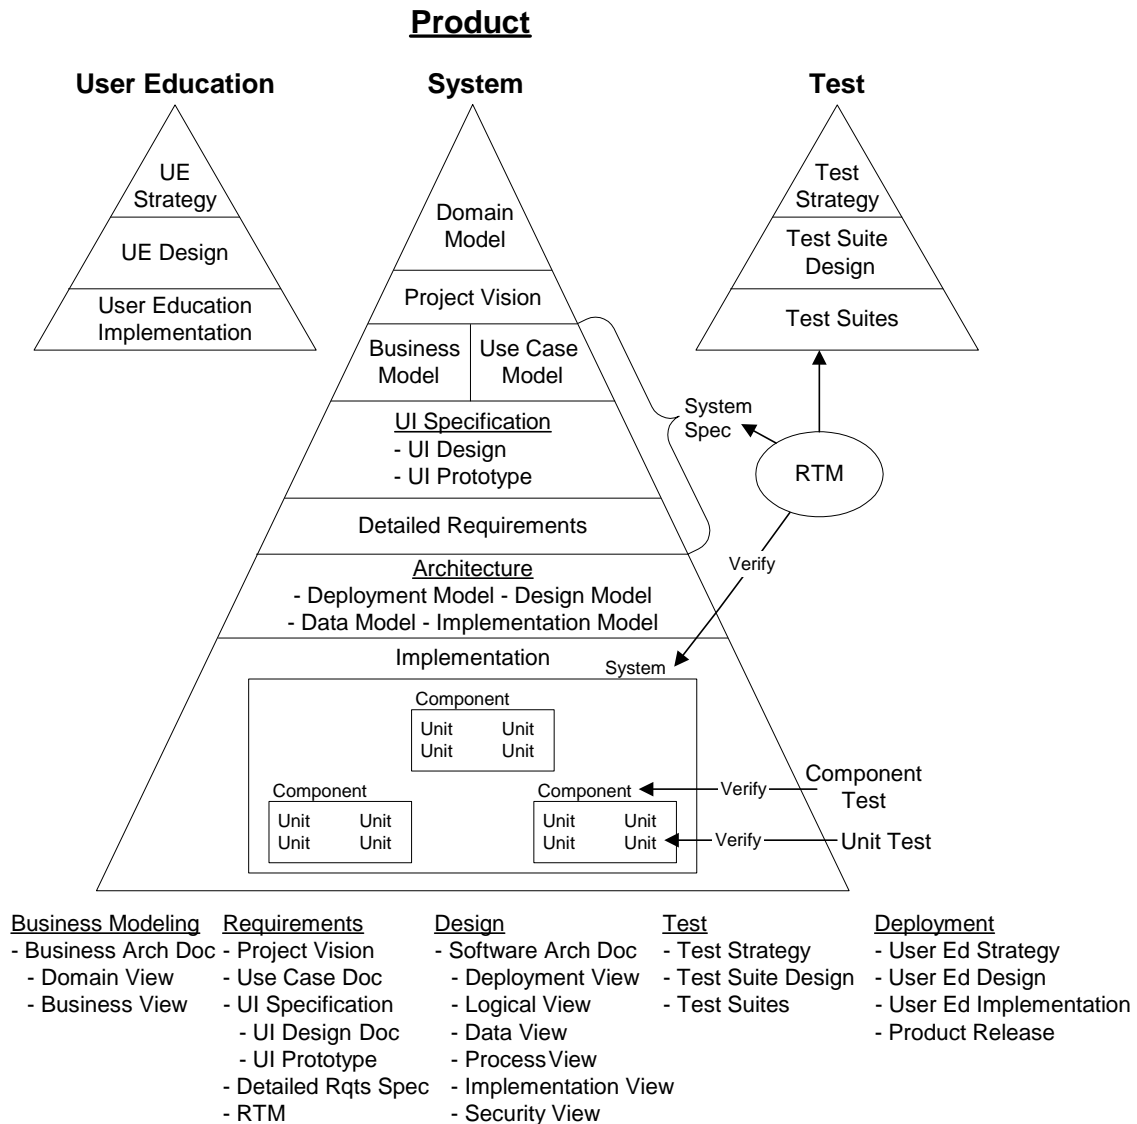 Product
User Education
System
Test
UE
Strategy
UE Design
User Education
Implementation
Domain
Model
Project Vision
Business
Model
Use Case
Model
UI Specification
- UI Design
- UI Prototype
Detailed Requirements
Architecture
- Deployment Model - Design Model
- Data Model - Implementation Model
Implementation
System
Component
Unit Unit
Unit Unit
Component
Unit Unit
Unit Unit
Component
Unit Unit
Unit Unit
Test
Strategy
Test Suite
Design
Test Suites
System
Spec
RTM
Verify
Verify
Component
Test
Verify
Unit Test
Business Modeling
- Business Arch Doc
- Domain View
- Business View
Requirements
- Project Vision
- Use Case Doc
- UI Specification
- UI Design Doc
- UI Prototype
- Detailed Rqts Spec
- RTM
Design
- Software Arch Doc
- Deployment View
- Logical View
- Data View
- Process View
- Implementation View
- Security View
Test
- Test Strategy
- Test Suite Design
- Test Suites
Deployment
- User Ed Strategy
- User Ed Design
- User Ed Implementation
- Product Release